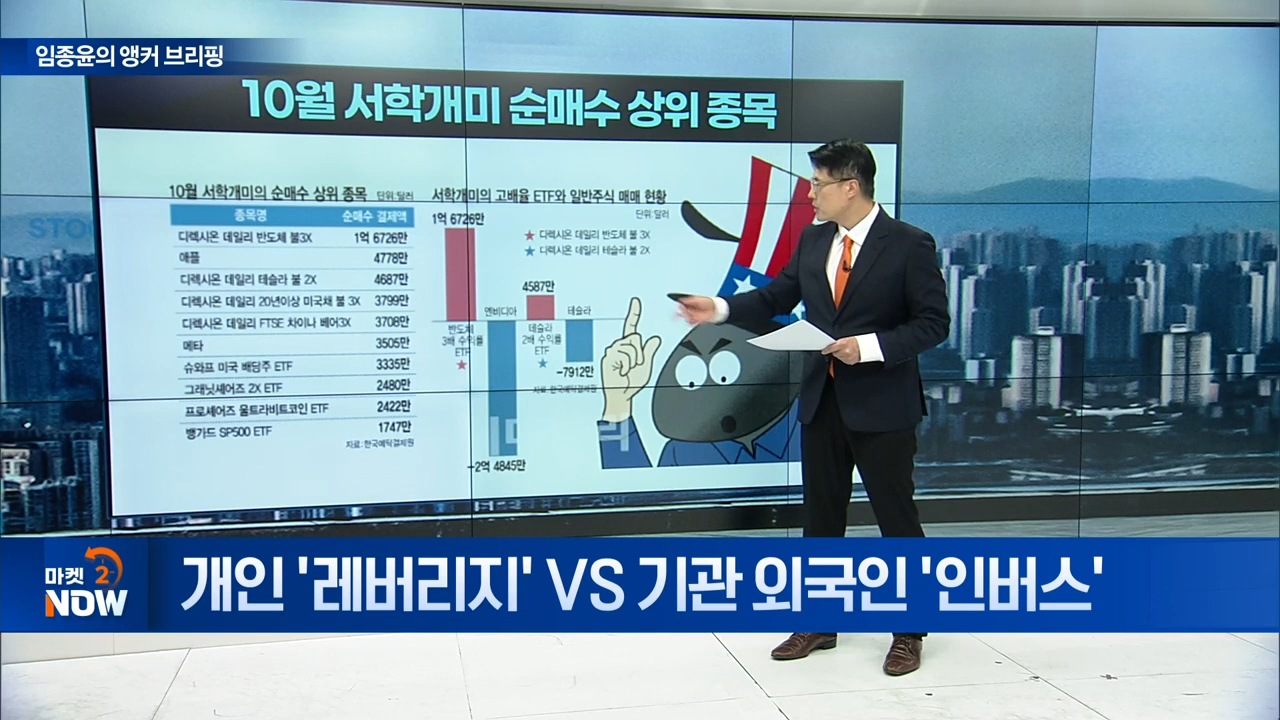 임종윤의 앵커 브리핑
10월 서학개미 순매수 상위 종목
10월 서학개미의 순매수 상위 종목 단위:달러
종목명 순매수 결제액
디렉시온 데일리 반도체 불3X 1억 6726만
애플 4778만
디렉시온 데일리 테슬라 불 2X 4687만
디렉시온 데일리 20년이상 미국채 불 3X 3799만
디렉시온 데일리 FTSE 차이나 베어3X 3708만
메타 3505만
슈와프 미국 배당주 ETF 3335만
그래닛셰어즈 2X ETF 2480만
프로셰어즈 울트라비트코인 ETF 2422만
뱅가드 SP500 ETF 1747만
자료:한국예탁결제원
서학개미의 고배율 ETF와 일반주식 매매 현황
단위:달러
1억 6726만
★ 디렉시온 데일리 반도체 불 3X
★ 디렉시온 데일리 테슬라 불 2X
4587만
엔비디아
테슬라
반도체
3배 수익률
ETF
★
테슬라
2배 수익률
ETF
★
-7912만
자료:한국예탁결제원
-2억 4845만
STO
마켓 2
NOW
개인 '레버리지' VS 기관 외국인 '인버스'